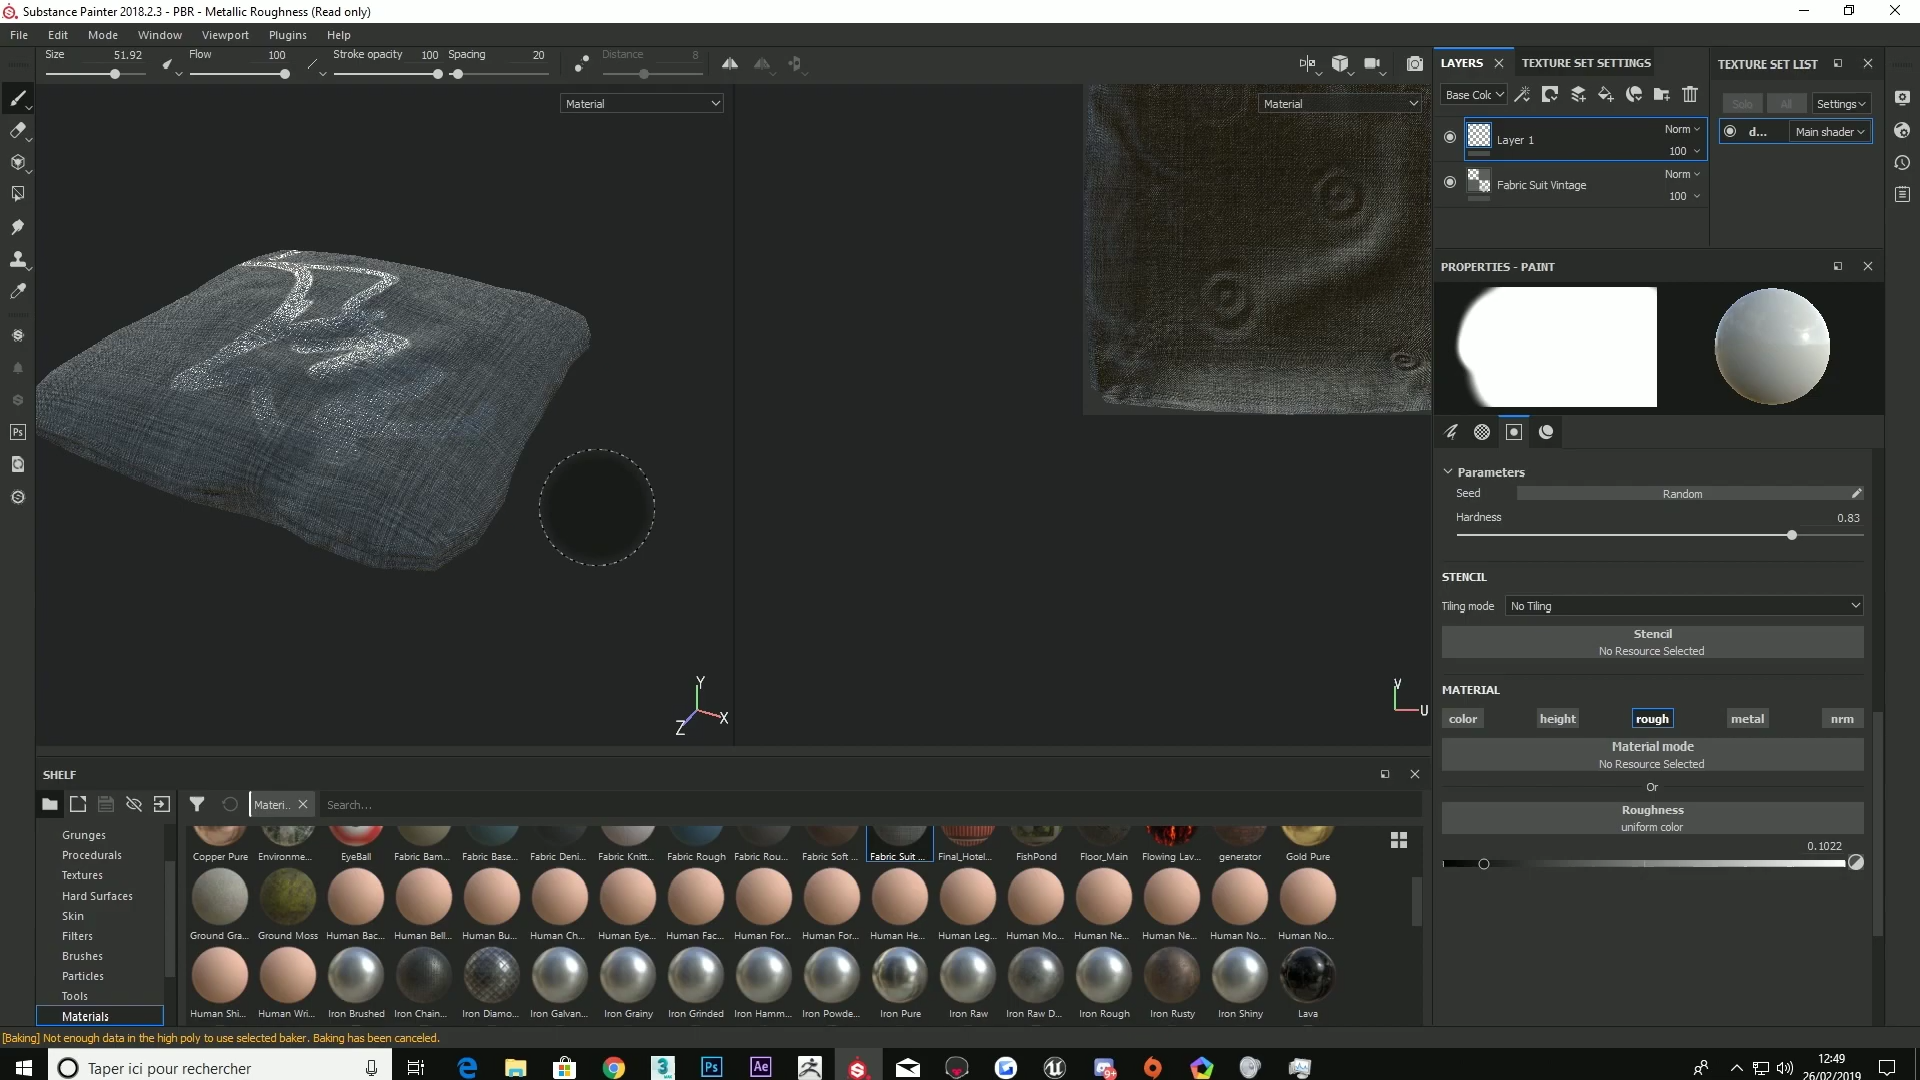 Substance Painter 2018.2.3 - PBR - Metallic Roughness (Read only)
File Edit Mode Window Viewport Plugins Help
Size 51.92 Flow 100 Stroke opacity 100 Spacing 20 Distance 8
Material
Material
LAYERS TEXTURE SET SETTINGS
Base Colc
Layer 1 Norm 100
Fabric Suit Vintage Norm 100
TEXTURE SET LIST
Solo All Settings
d... Main shader
PROPERTIES - PAINT
Parameters
Seed Random
Hardness 0.83
STENCIL
Tiling mode No Tiling
Stencil
No Resource Selected
MATERIAL
color height rough metal nrm
Material mode
No Resource Selected
Or
Roughness
uniform color
0.1022
Y
X
Z
V
U
Ps
SHELF
Materi.. Search...
Grunges
Procedurals
Textures
Hard Surfaces
Skin
Filters
Brushes
Particles
Tools
Materials
Copper Pure Environme... EyeBall Fabric Bam... Fabric Base... Fabric Deni... Fabric Knitt... Fabric Rough Fabric Rou... Fabric Soft ... Fabric Suit ... Final_Hotel... FishPond Floor_Main Flowing Lav... generator Gold Pure
Ground Gra... Ground Moss Human Bac... Human Bell... Human Bu... Human Ch... Human Eye... Human Fac... Human For... Human For... Human He... Human Leg... Human Mo... Human Ne... Human Ne... Human No... Human No...
Human Shi... Human Wri... Iron Brushed Iron Chain... Iron Diamo... Iron Galvan... Iron Grainy Iron Grinded Iron Hamm... Iron Powde... Iron Pure Iron Raw Iron Raw D... Iron Rough Iron Rusty Iron Shiny Lava
[Baking] Not enough data in the high poly to use selected baker. Baking has been canceled.
Taper ici pour rechercher
3
Ps
Ae
9+
12:49
26/02/2019